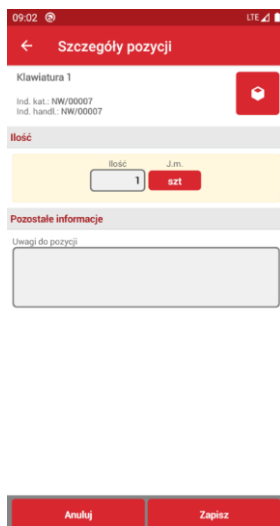 09:02 LTE
Szczegóły pozycji
Klawiatura 1
Ind. kat.: NW/00007
Ind. handl.: NW/00007
Ilość
Ilość J.m.
1 szt
Pozostałe informacje
Uwagi do pozycji
Anuluj Zapisz